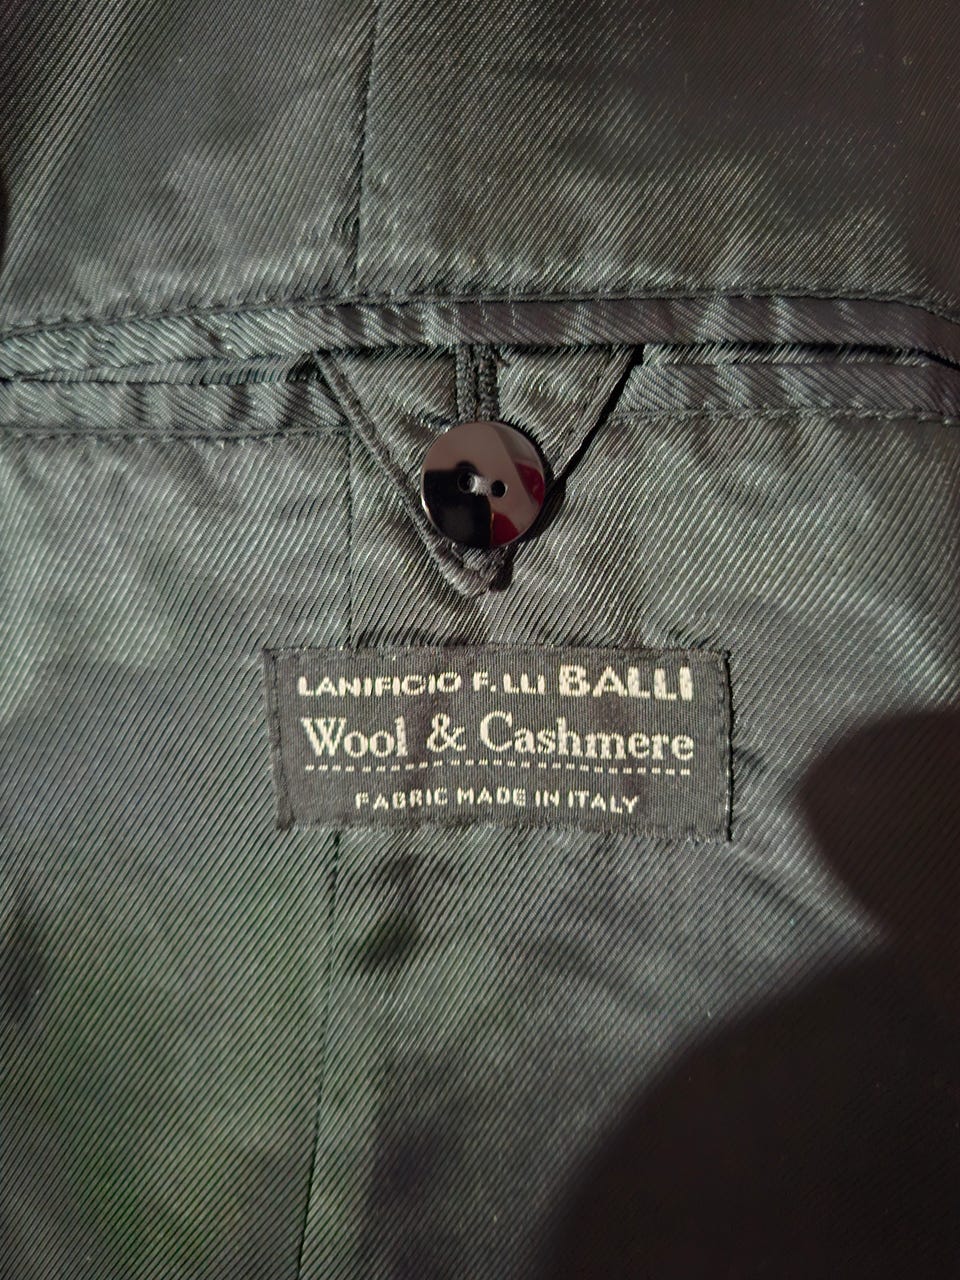 LANIFICIO F.LLI BALLI
Wool & Cashmere
FABRIC MADE IN ITALY